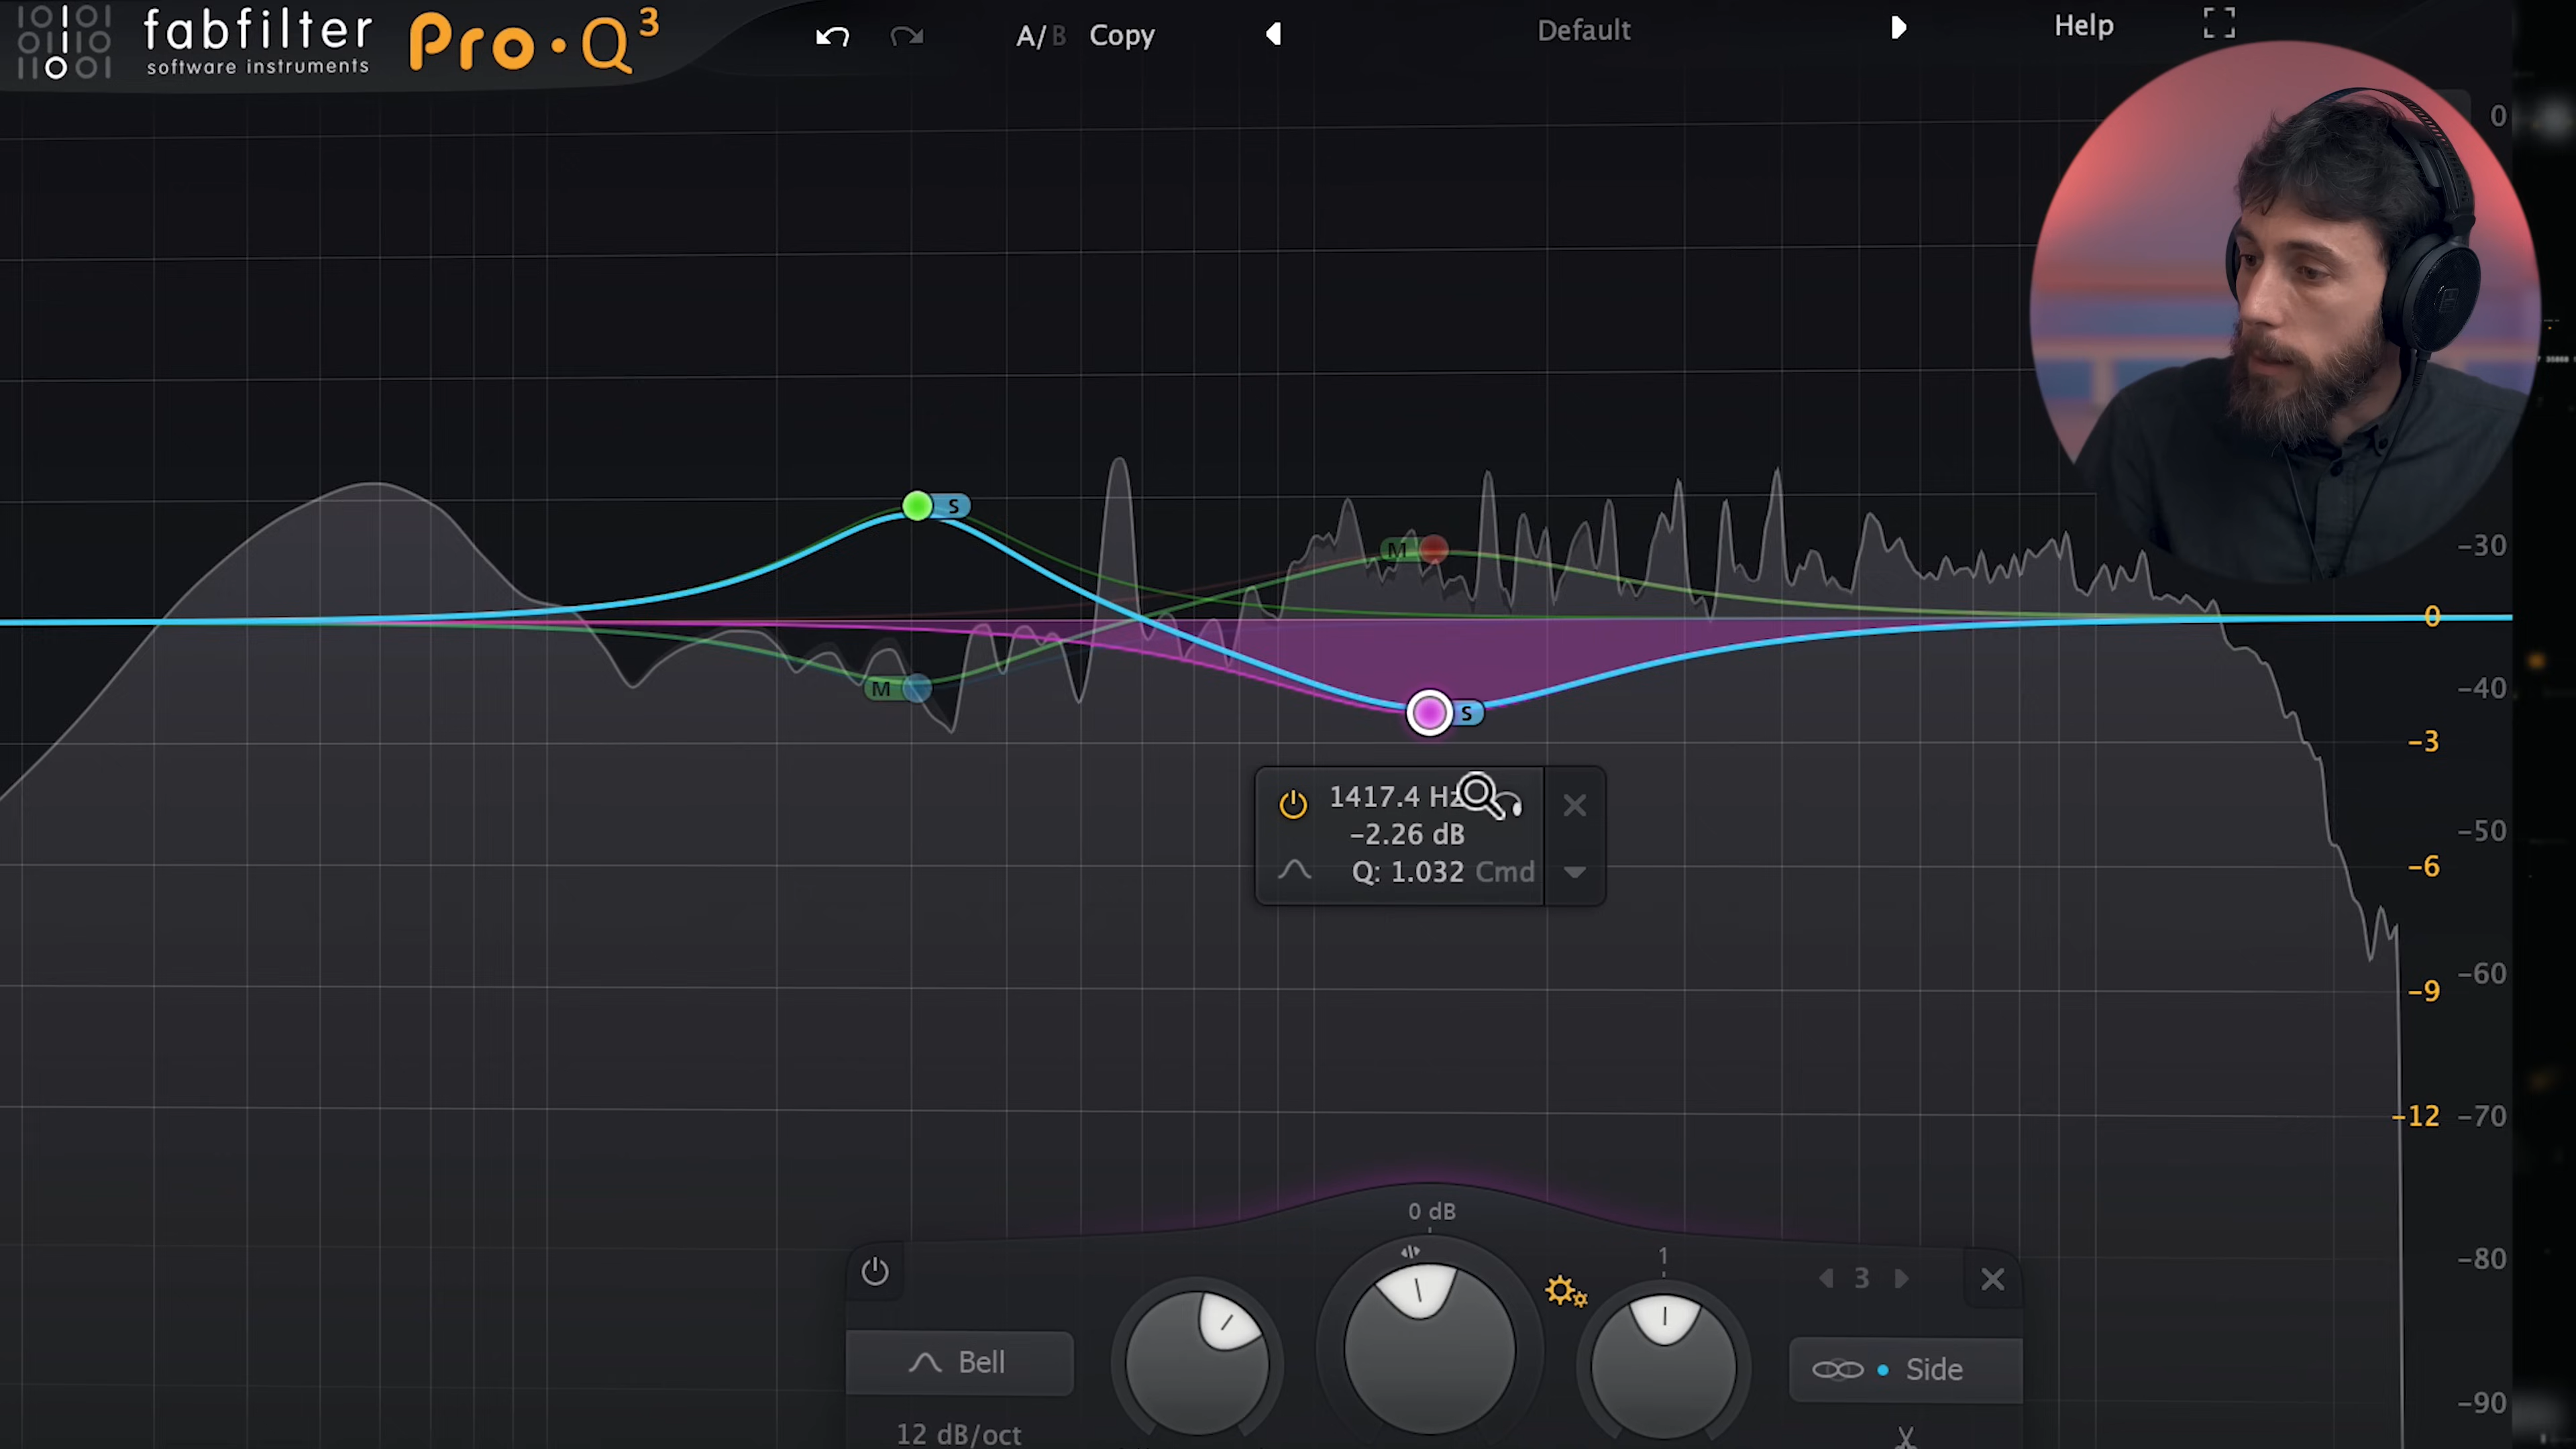 fabfilter
software instruments
Pro·Q³
A/B
Copy
Default
Help
0
S
M
-30
0
M
-40
S
-3
1417.4 Hz
-2.26 dB
Q: 1.032 Cmd
-50
-6
-60
-9
-12
-70
0 dB
1
-80
3
Bell
Side
12 dB/oct
-90